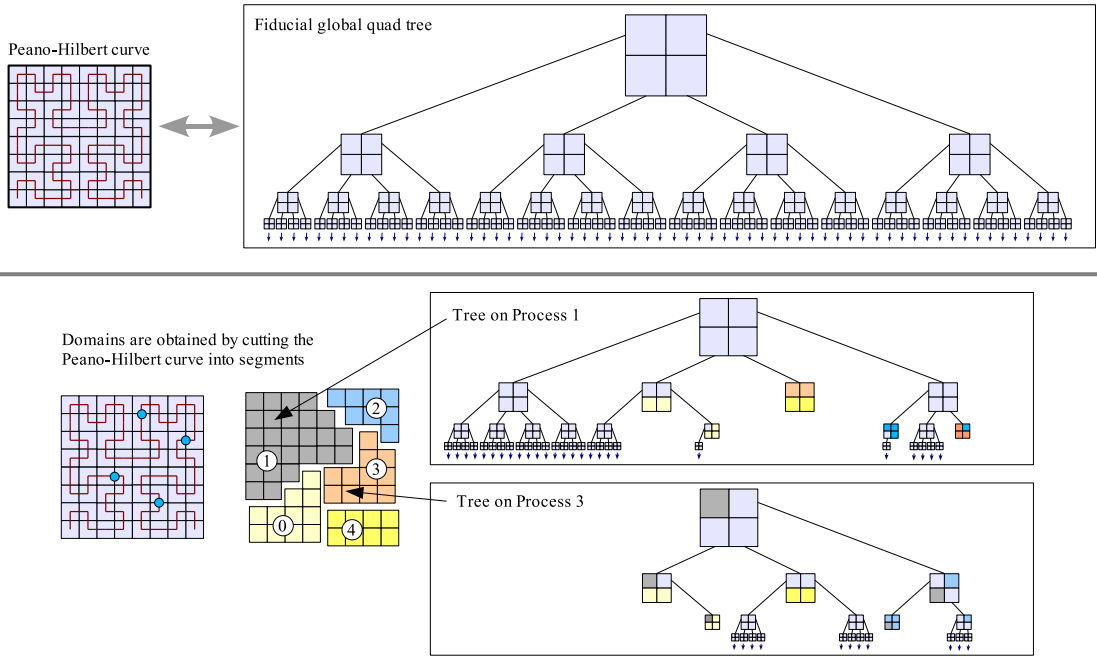 Fiducial global quad tree
Peano-Hilbert curve
Tree on Process 1
Domains are obtained by cutting the
Peano-Hilbert curve into segments
2
1
3
Tree on Process 3
0
4